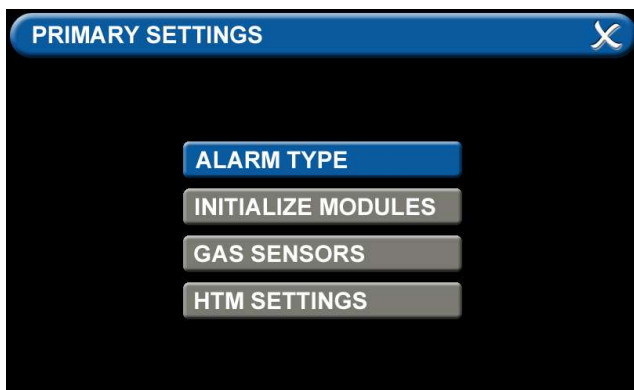 PRIMARY SETTINGS
ALARM TYPE
INITIALIZE MODULES
GAS SENSORS
HTM SETTINGS